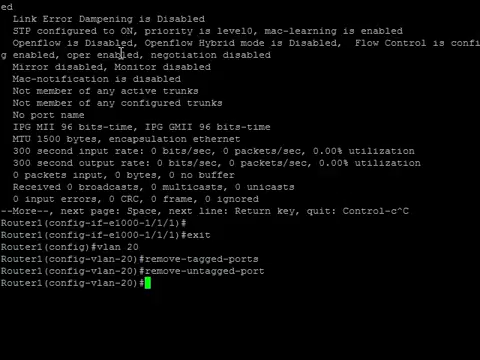 ed
Link Error Dampening is Disabled
STP configured to ON, priority is level0, mac-learning is enabled
Openflow is Disabled, Openflow Hybrid mode is Disabled,  Flow Control is confi
g enabled, oper enabled, negotiation disabled
Mirror disabled, Monitor disabled
Mac-notification is disabled
Not member of any active trunks
Not member of any configured trunks
No port name
IPG MII 96 bits-time, IPG GMII 96 bits-time
MTU 1500 bytes, encapsulation ethernet
300 second input rate: 0 bits/sec, 0 packets/sec, 0.00% utilization
300 second output rate: 0 bits/sec, 0 packets/sec, 0.00% utilization
0 packets input, 0 bytes, 0 no buffer
Received 0 broadcasts, 0 multicasts, 0 unicasts
0 input errors, 0 CRC, 0 frame, 0 ignored
--More--, next page: Space, next line: Return key, quit: Control-c^C
Router1(config-if-e1000-1/1/1)#
Router1(config-if-e1000-1/1/1)#exit
Router1(config)#vlan 20
Router1(config-vlan-20)#remove-tagged-ports
Router1(config-vlan-20)#remove-untagged-port
Router1(config-vlan-20)#